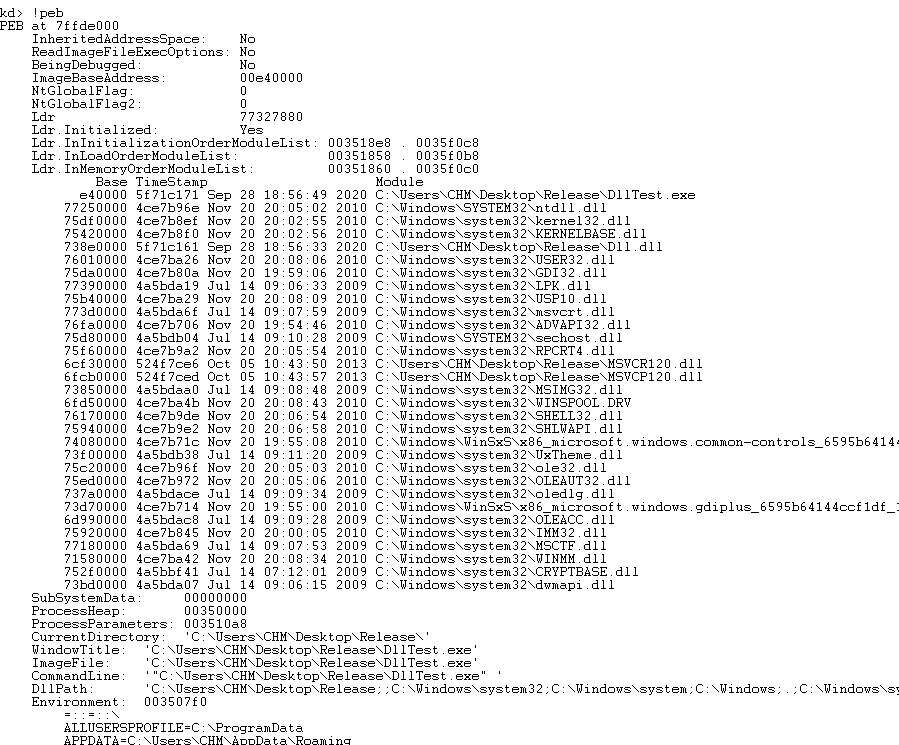 kd> !peb
PEB at 7ffde000
InheritedAddressSpace: No
ReadImageFileExecOptions: No
BeingDebugged: No
ImageBaseAddress: 00e40000
NtGlobalFlag: 0
NtGlobalFlag2: 0
Ldr 77327880
Ldr.Initialized: Yes
Ldr.InInitializationOrderModuleList: 003518e8 . 0035f0c8
Ldr.InLoadOrderModuleList: 00351858 . 0035f0b8
Ldr.InMemoryOrderModuleList: 00351860 . 0035f0c0
Base TimeStamp Module
e40000 5f71c171 Sep 28 18:56:49 2020 C:\Users\CHM\Desktop\Release\DllTest.exe
77250000 4ce7b96e Nov 20 20:05:02 2010 C:\Windows\SYSTEM32\ntdll.dll
75df0000 4ce7b8ef Nov 20 20:02:55 2010 C:\Windows\system32\kernel32.dll
75420000 4ce7b8f0 Nov 20 20:02:56 2010 C:\Windows\system32\KERNELBASE.dll
738e0000 5f71c161 Sep 28 18:56:33 2020 C:\Users\CHM\Desktop\Release\Dll.dll
76010000 4ce7ba26 Nov 20 20:08:06 2010 C:\Windows\system32\USER32.dll
75da0000 4ce7b80a Nov 20 19:59:06 2010 C:\Windows\system32\GDI32.dll
77390000 4a5bda19 Jul 14 09:06:33 2009 C:\Windows\system32\LPK.dll
75b40000 4ce7ba29 Nov 20 20:08:09 2010 C:\Windows\system32\USP10.dll
773d0000 4a5bda6f Jul 14 09:07:59 2009 C:\Windows\system32\msvcrt.dll
76fa0000 4ce7b706 Nov 20 19:54:46 2010 C:\Windows\system32\ADVAPI32.dll
75d80000 4a5bdb04 Jul 14 09:10:28 2009 C:\Windows\SYSTEM32\sechost.dll
75f60000 4ce7b9a2 Nov 20 20:05:54 2010 C:\Windows\system32\RPCRT4.dll
6cf30000 524f7ce6 Oct 05 10:43:50 2013 C:\Users\CHM\Desktop\Release\MSVCR120.dll
6fcb0000 524f7ced Oct 05 10:43:57 2013 C:\Users\CHM\Desktop\Release\MSVCP120.dll
73850000 4a5bdaa0 Jul 14 09:08:48 2009 C:\Windows\system32\MSIMG32.dll
6fd50000 4ce7ba4b Nov 20 20:08:43 2010 C:\Windows\system32\WINSPOOL.DRV
76170000 4ce7b9de Nov 20 20:06:54 2010 C:\Windows\system32\SHELL32.dll
75940000 4ce7b9e2 Nov 20 20:06:58 2010 C:\Windows\system32\SHLWAPI.dll
74080000 4ce7b71c Nov 20 19:55:08 2010 C:\Windows\WinSxS\x86_microsoft.windows.common-controls_6595b64144
73f00000 4a5bdb38 Jul 14 09:11:20 2009 C:\Windows\system32\UxTheme.dll
75c20000 4ce7b96f Nov 20 20:05:03 2010 C:\Windows\system32\ole32.dll
75ed0000 4ce7b972 Nov 20 20:05:06 2010 C:\Windows\system32\OLEAUT32.dll
737a0000 4a5bdace Jul 14 09:09:34 2009 C:\Windows\system32\oledlg.dll
73d70000 4ce7b714 Nov 20 19:55:00 2010 C:\Windows\WinSxS\x86_microsoft.windows.gdiplus_6595b64144ccf1df_1
6d990000 4a5bdac8 Jul 14 09:09:28 2009 C:\Windows\system32\OLEACC.dll
75920000 4ce7b845 Nov 20 20:00:05 2010 C:\Windows\system32\IMM32.dll
77180000 4a5bda69 Jul 14 09:07:53 2009 C:\Windows\system32\MSCTF.dll
71580000 4ce7ba42 Nov 20 20:08:34 2010 C:\Windows\system32\WINMM.dll
752f0000 4a5bbf41 Jul 14 07:12:01 2009 C:\Windows\system32\CRYPTBASE.dll
73bd0000 4a5bda07 Jul 14 09:06:15 2009 C:\Windows\system32\dwmapi.dll
SubSystemData: 00000000
ProcessHeap: 00350000
ProcessParameters: 003510a8
CurrentDirectory: 'C:\Users\CHM\Desktop\Release\'
WindowTitle: 'C:\Users\CHM\Desktop\Release\DllTest.exe'
ImageFile: 'C:\Users\CHM\Desktop\Release\DllTest.exe'
CommandLine: '"C:\Users\CHM\Desktop\Release\DllTest.exe" '
DllPath: 'C:\Users\CHM\Desktop\Release;;C:\Windows\system32;C:\Windows\system;C:\Windows;.;C:\Windows\sy
Environment: 003507f0
=::=::\
ALLUSERSPROFILE=C:\ProgramData
APPDATA=C:\Users\CHM\AppData\Roaming